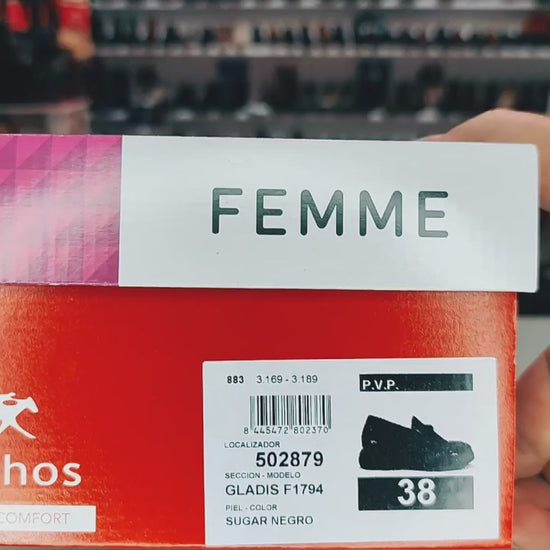 FEMME
883 3.169 - 3.189
P.V.P.
8 445472 802370
LOCALIZADOR
502879
SECCION - MODELO
GLADIS F1794
38
PIEL - COLOR
SUGAR NEGRO
hos
COMFORT